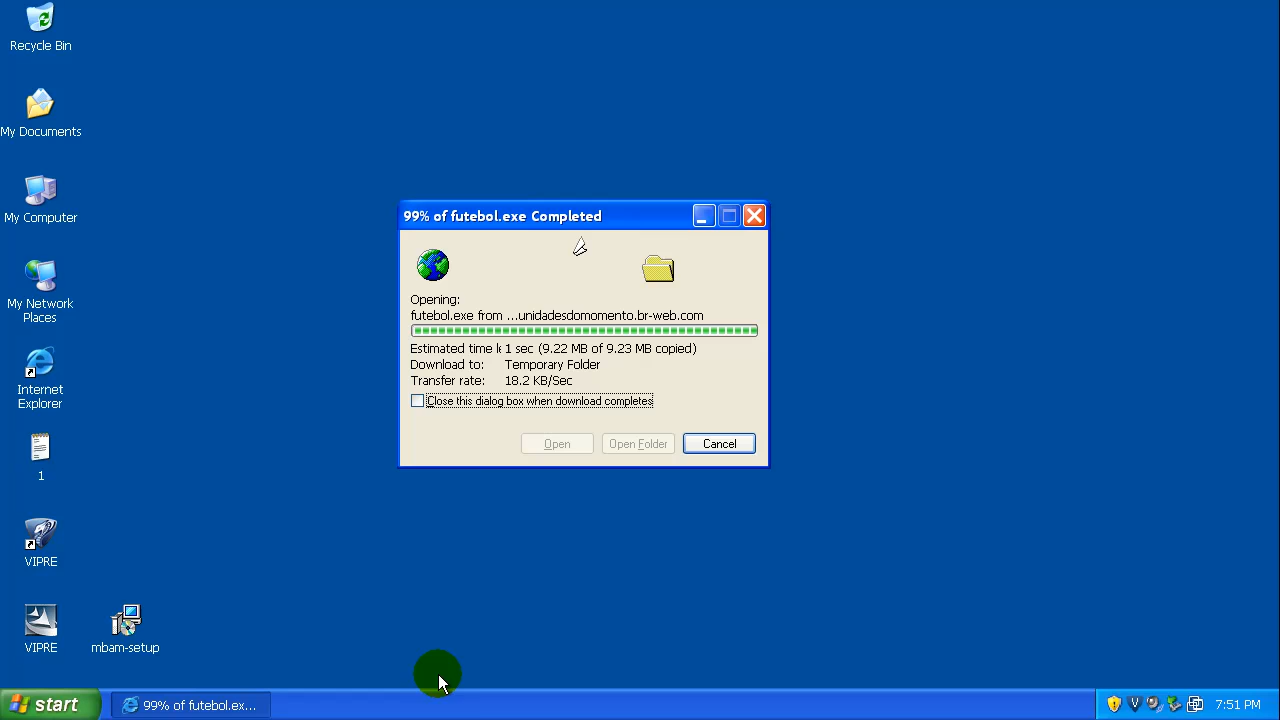 Recycle Bin
My Documents
My Computer
My Network
Places
Internet
Explorer
1
VIPRE
VIPRE
mbam-setup
99% of futebol.exe Completed
Opening:
futebol.exe from ...unidadesdomomento.br-web.com
Estimated time l 1 sec (9.22 MB of 9.23 MB copied)
Download to: Temporary Folder
Transfer rate: 18.2 KB/Sec
Close this dialog box when download completes
Open Open Folder Cancel
start 99% of futebol.ex... V 7:51 PM